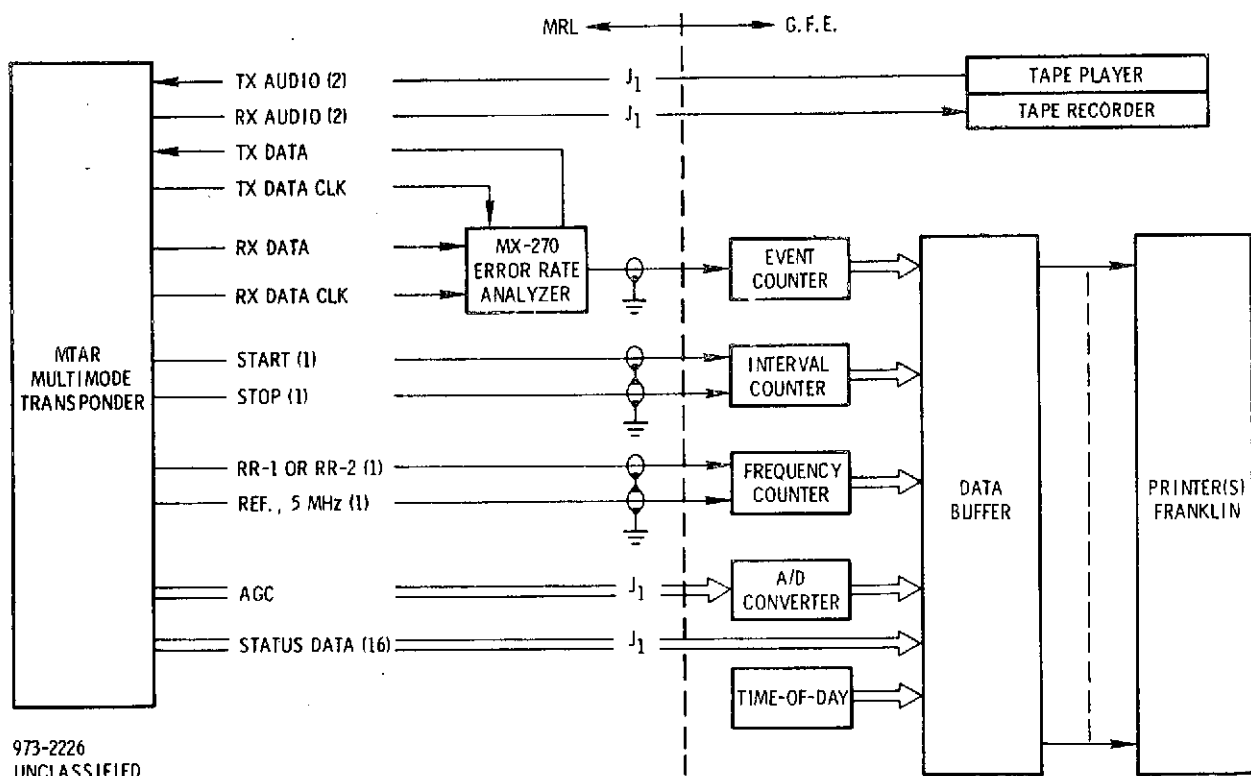 MRL G.F.E.
TX AUDIO (2) J1 TAPE PLAYER
RX AUDIO (2) J1 TAPE RECORDER
TX DATA
TX DATA CLK
RX DATA
RX DATA CLK
MX-270
ERROR RATE
ANALYZER
EVENT
COUNTER
MTAR
MULTIMODE
TRANSPONDER
START (1)
STOP (1)
INTERVAL
COUNTER
RR-1 OR RR-2 (1)
REF., 5 MHz (1)
FREQUENCY
COUNTER
DATA
BUFFER
PRINTER(S)
FRANKLIN
AGC J1
A/D
CONVERTER
STATUS DATA (16) J1
TIME-OF-DAY
973-2226
UNCLASSIFIED